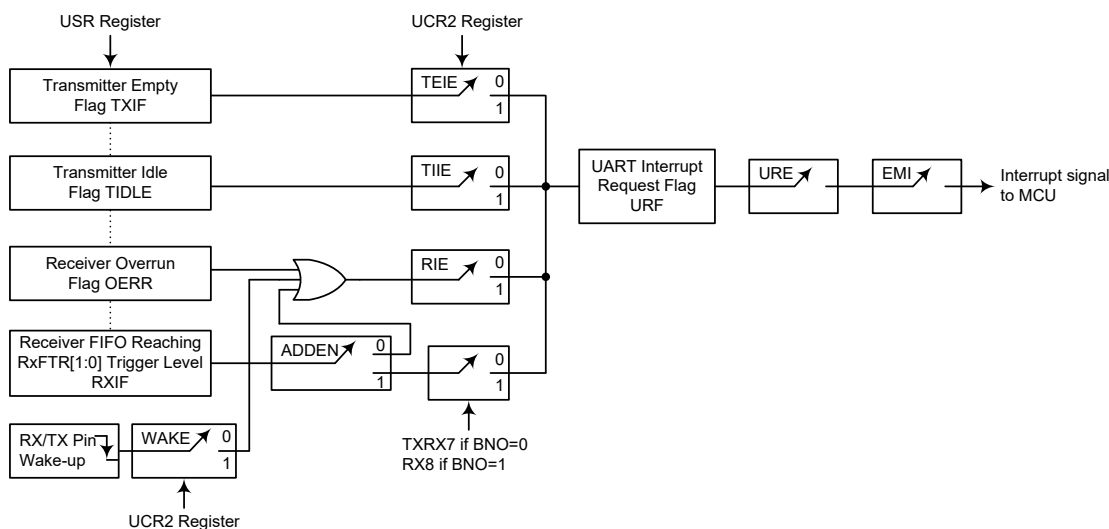 USR Register
UCR2 Register
Transmitter Empty
Flag TXIF
TEIE
0
1
Transmitter Idle
Flag TIDLE
TIIE
0
1
UART Interrupt
Request Flag
URF
URE
EMI
Interrupt signal
to MCU
Receiver Overrun
Flag OERR
RIE
0
1
Receiver FIFO Reaching
RxFTR[1:0] Trigger Level
RXIF
ADDEN
0
1
0
1
TXRX7 if BNO=0
RX8 if BNO=1
RX/TX Pin
Wake-up
WAKE
0
1
UCR2 Register